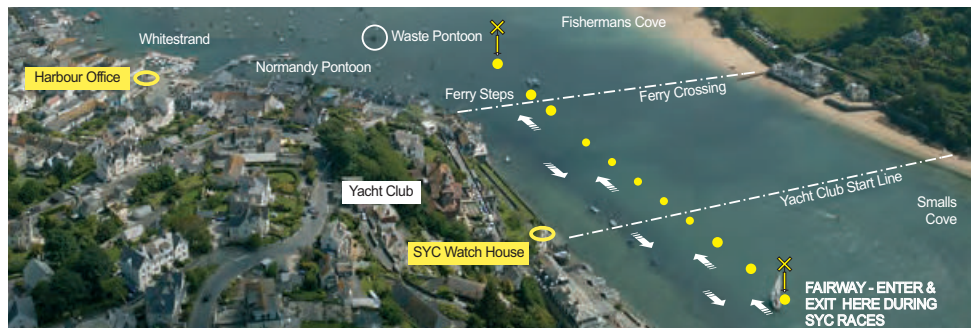 Fishermans Cove
Whitestrand
Waste Pontoon
Harbour Office
Normandy Pontoon
Ferry Steps
Ferry Crossing
Yacht Club
Yacht Club Start Line
Smalls
Cove
SYC Watch House
FAIRWAY - ENTER &
EXIT HERE DURING
SYC RACES